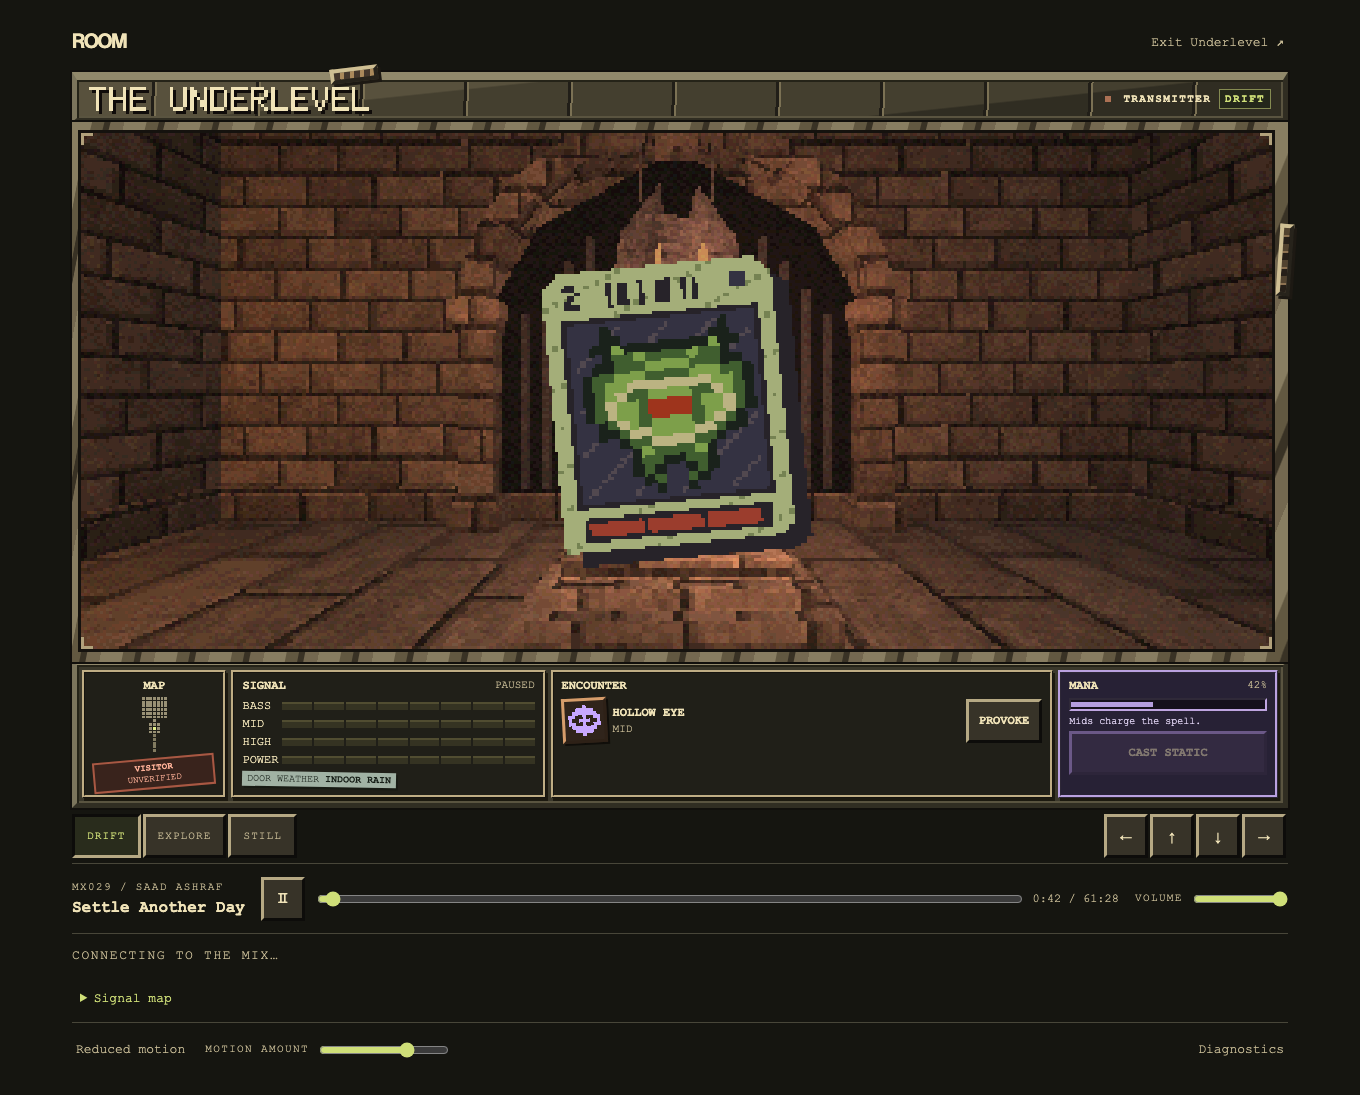 ROOM
Exit Underlevel ↗
THE UNDERLEVEL
TRANSMITTER DRIFT
MAP
VISITOR
UNVERIFIED
SIGNAL PAUSED
BASS
MID
HIGH
POWER
DOOR WEATHER INDOOR RAIN
ENCOUNTER
HOLLOW EYE
MID
PROVOKE
MANA 42%
Mids charge the spell.
CAST STATIC
DRIFT EXPLORE STILL
← ↑ ↓ →
MX029 / SAAD ASHRAF
Settle Another Day
0:42 / 61:28 VOLUME
CONNECTING TO THE MIX…
Signal map
Reduced motion MOTION AMOUNT
Diagnostics